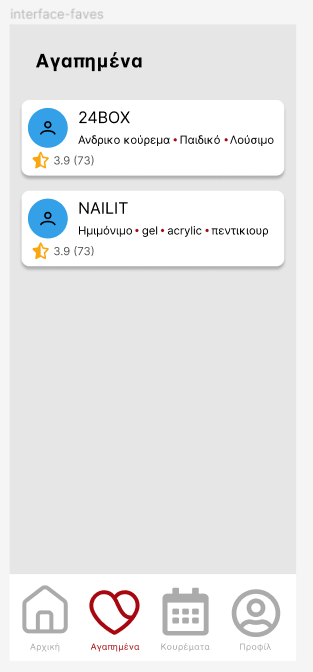 interface-faves
Αγαπημένα
24BOX
Ανδρικο κούρεμα • Παιδικό • Λούσιμο
3.9 (73)
NAILIT
Ημιμόνιμο • gel • acrylic • πεντικιουρ
3.9 (73)
Αρχική Αγαπημένα Κουρέματα Προφίλ